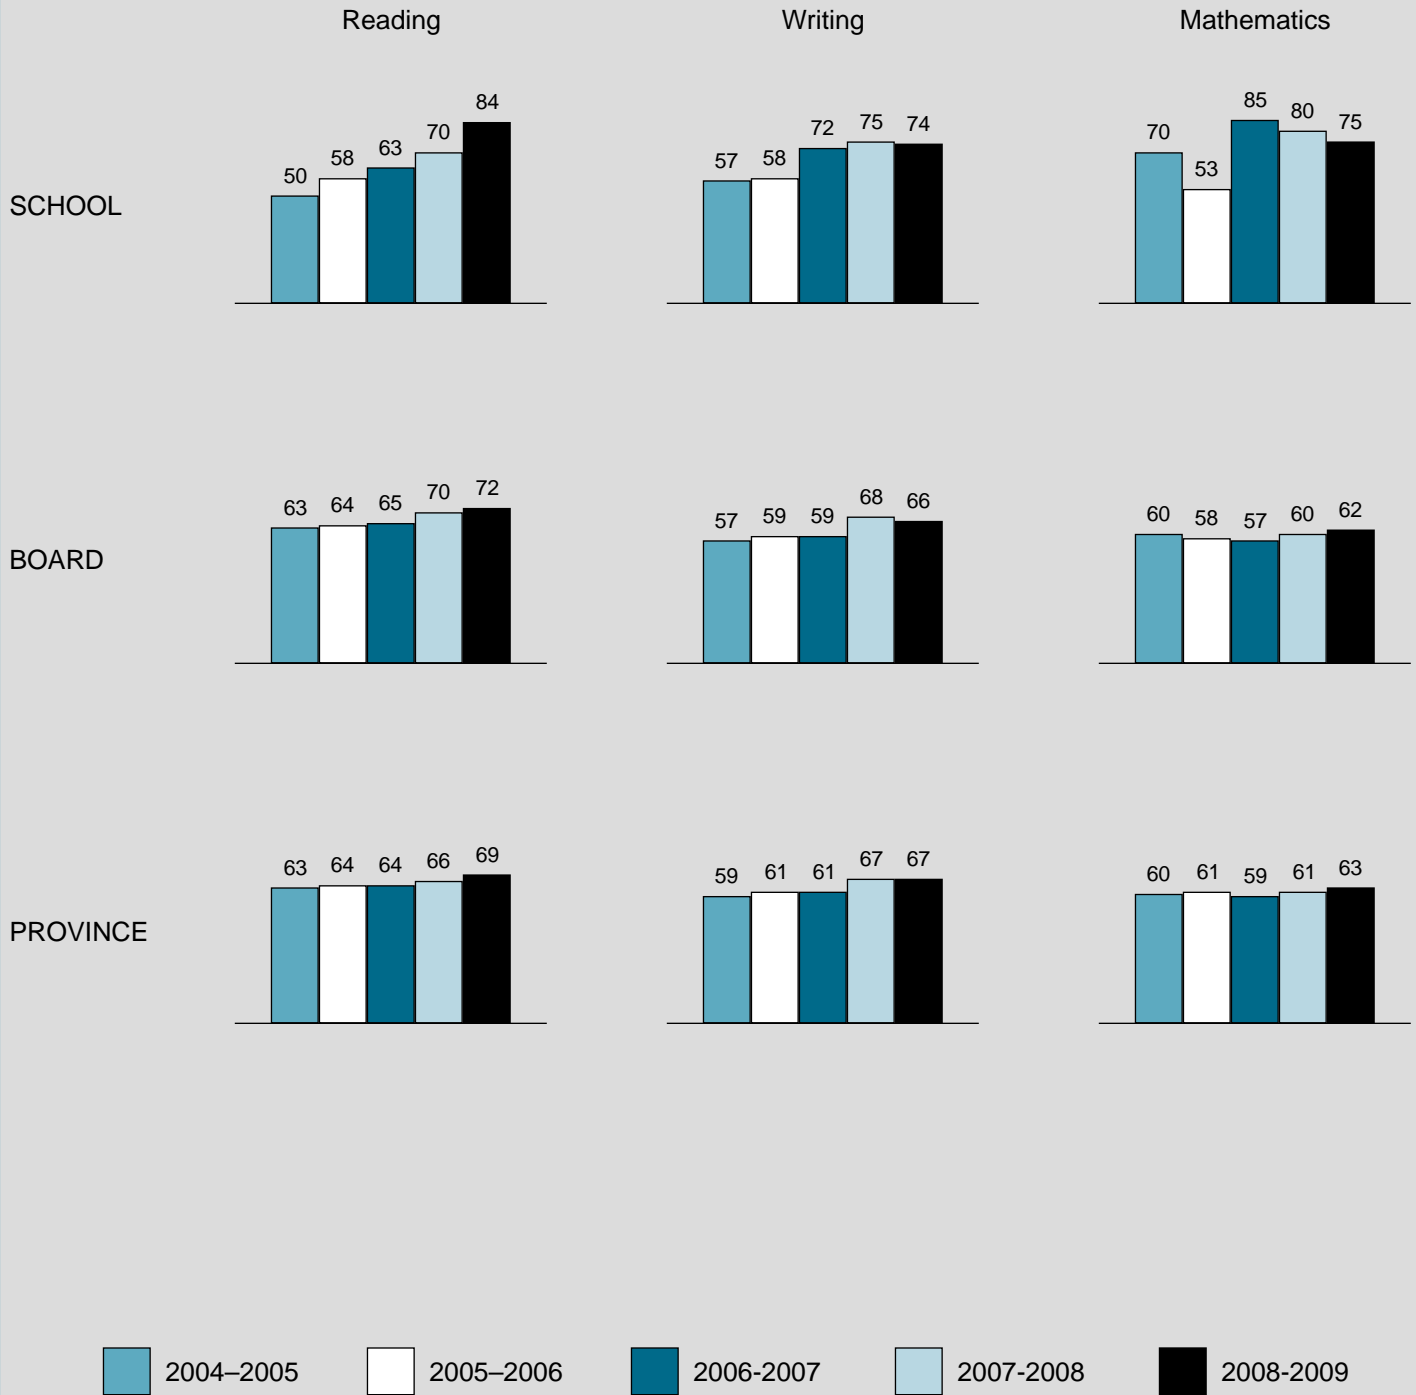 Reading Writing Mathematics
SCHOOL
50 58 63 70 84
57 58 72 75 74
70 53 85 80 75
BOARD
63 64 65 70 72
57 59 59 68 66
60 58 57 60 62
PROVINCE
63 64 64 66 69
59 61 61 67 67
60 61 59 61 63
2004–2005 2005–2006 2006-2007 2007-2008 2008-2009